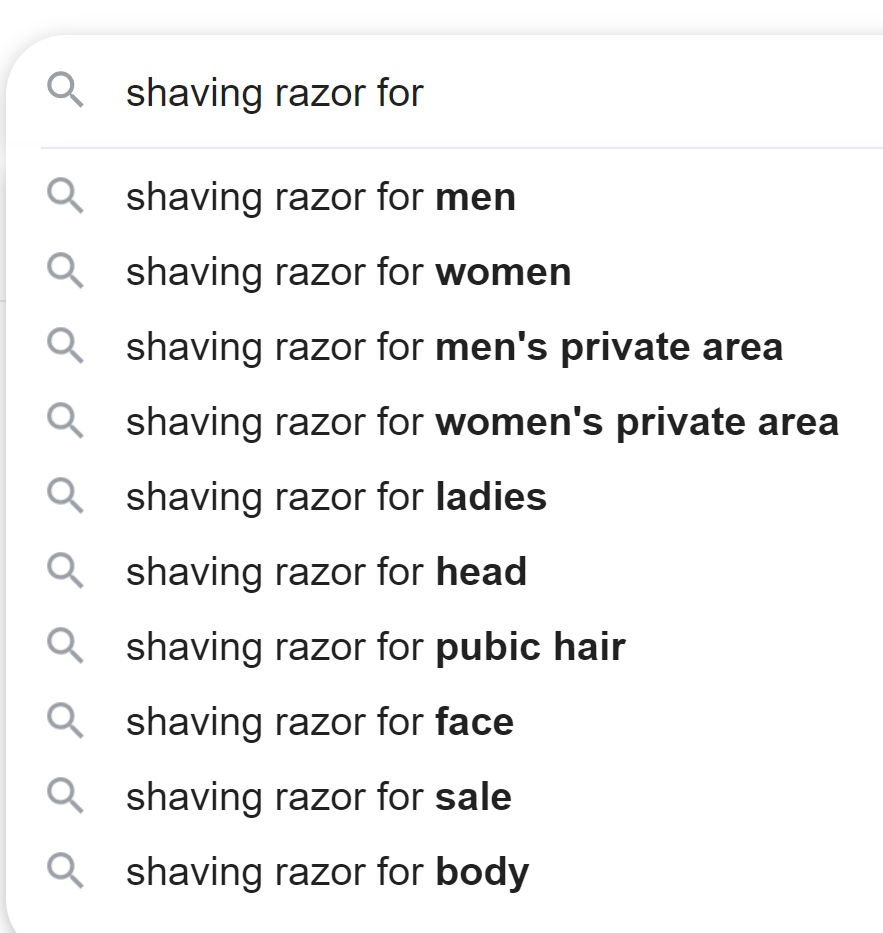 shaving razor for
shaving razor for men
shaving razor for women
shaving razor for men's private area
shaving razor for women's private area
shaving razor for ladies
shaving razor for head
shaving razor for pubic hair
shaving razor for face
shaving razor for sale
shaving razor for body